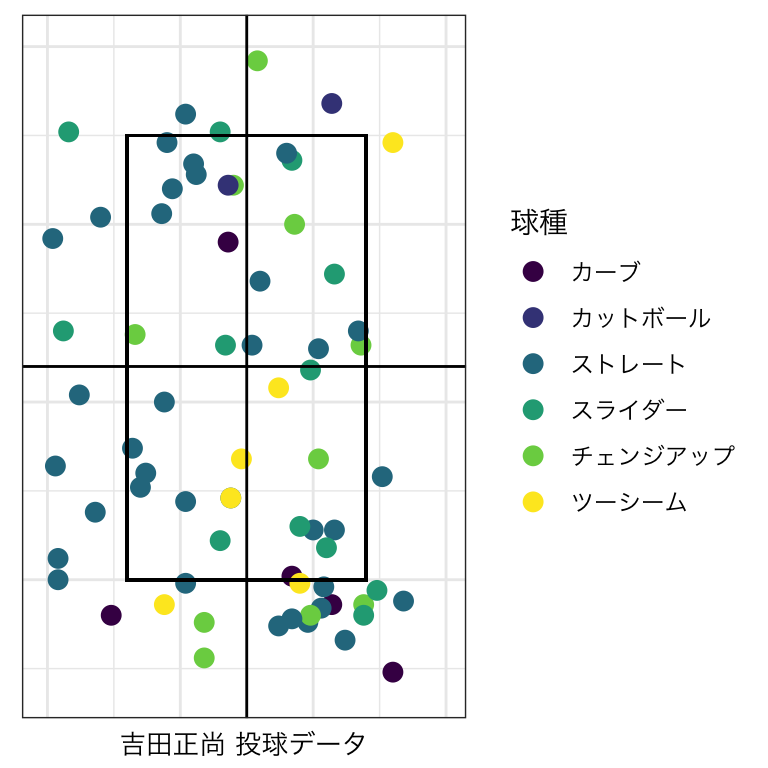 球種
カーブ
カットボール
ストレート
スライダー
チェンジアップ
ツーシーム
吉田正尚 投球データ